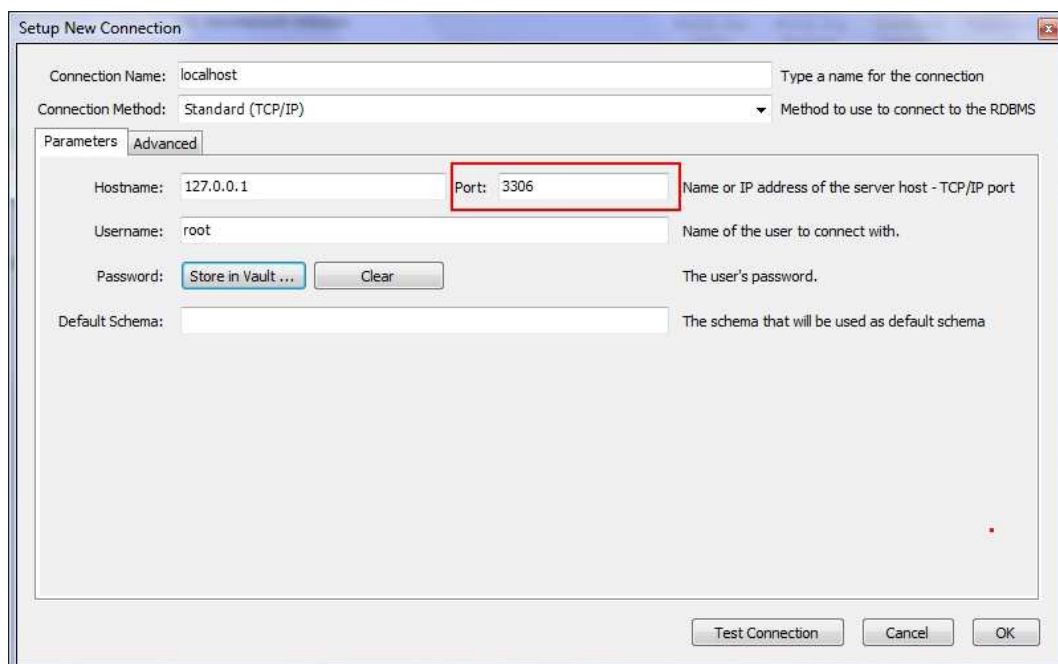 Setup New Connection
Connection Name: localhost Type a name for the connection
Connection Method: Standard (TCP/IP) Method to use to connect to the RDBMS
Parameters Advanced
Hostname: 127.0.0.1 Port: 3306 Name or IP address of the server host - TCP/IP port
Username: root Name of the user to connect with.
Password: Store in Vault ... Clear The user's password.
Default Schema: The schema that will be used as default schema
Test Connection Cancel OK